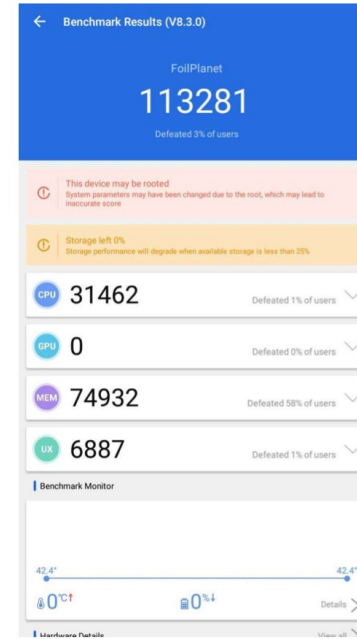 Benchmark Results (V8.3.0)
FoilPlanet
113281
Defeated 3% of users
This device may be rooted
System parameters may have been changed due to the root, which may lead to
inaccurate score
Storage left 0%
Storage performance will degrade when available storage is less than 25%
CPU 31462 Defeated 1% of users
GPU 0 Defeated 0% of users
MEM 74932 Defeated 58% of users
UX 6887 Defeated 1% of users
Benchmark Monitor
42.4° 42.4°
0°C↑ 0%↓ Details
Hardware Details View all